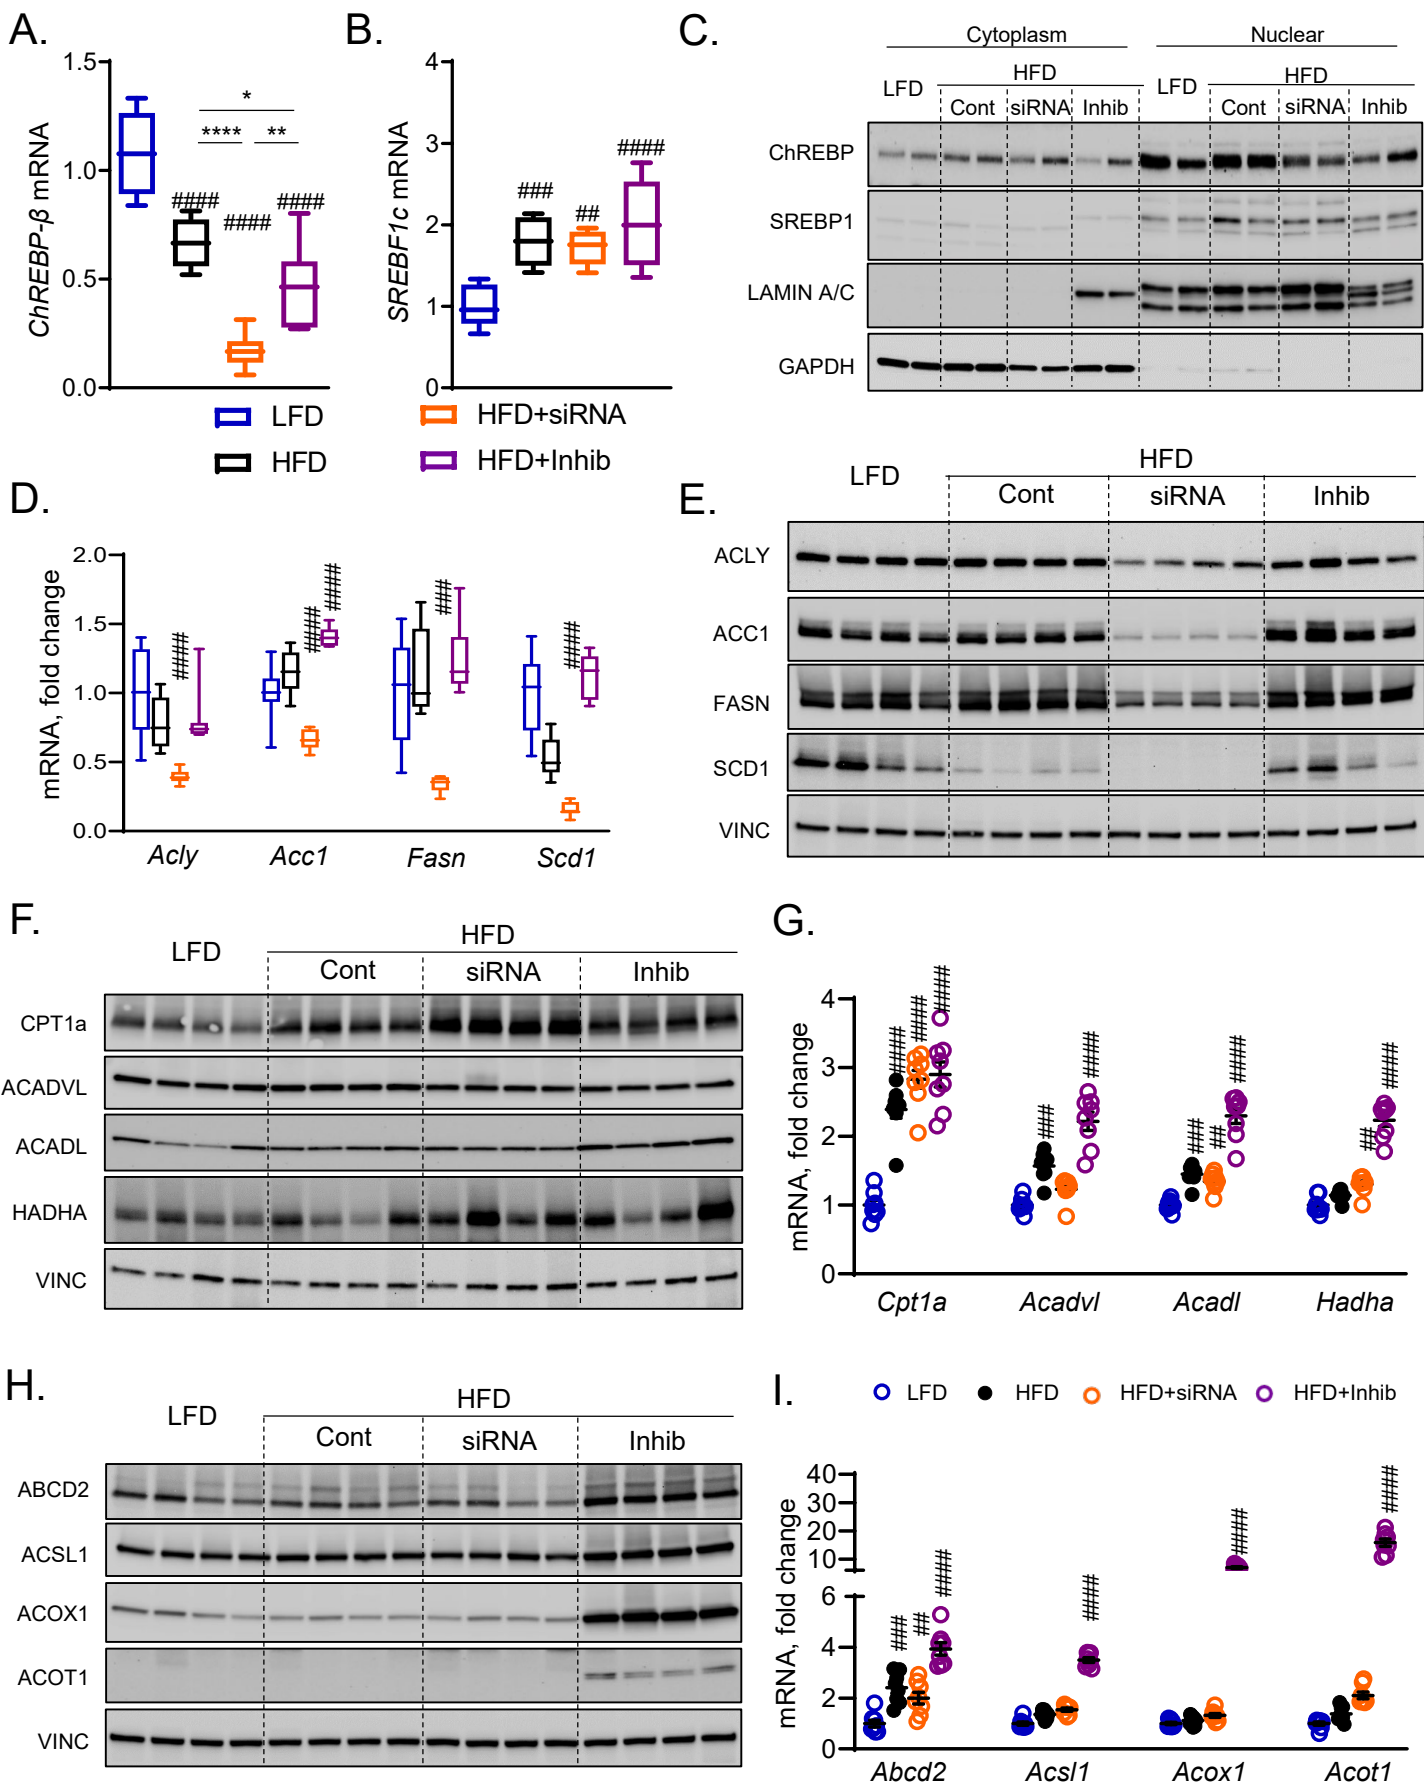 A.
ChREBP-β mRNA
1.5
1.0
0.5
0.0
*
**** **
####
####
####
B.
SREBF1c mRNA
4
3
2
1
0
###
##
####
LFD
HFD
HFD+siRNA
HFD+Inhib
C.
Cytoplasm Nuclear
LFD HFD LFD HFD
Cont siRNA Inhib Cont siRNA Inhib
ChREBP
SREBP1
LAMIN A/C
GAPDH
D.
mRNA, fold change
2.0
1.5
1.0
0.5
0.0
Acly Acc1 Fasn Scd1
E.
LFD HFD
Cont siRNA Inhib
ACLY
ACC1
FASN
SCD1
VINC
F.
LFD HFD
Cont siRNA Inhib
CPT1a
ACADVL
ACADL
HADHA
VINC
G.
mRNA, fold change
4
3
2
1
0
Cpt1a Acadvl Acadl Hadha
H.
LFD HFD
Cont siRNA Inhib
ABCD2
ACSL1
ACOX1
ACOT1
VINC
I.
LFD HFD HFD+siRNA HFD+Inhib
mRNA, fold change
40
30
20
10
6
4
2
0
Abcd2 Acsl1 Acox1 Acot1